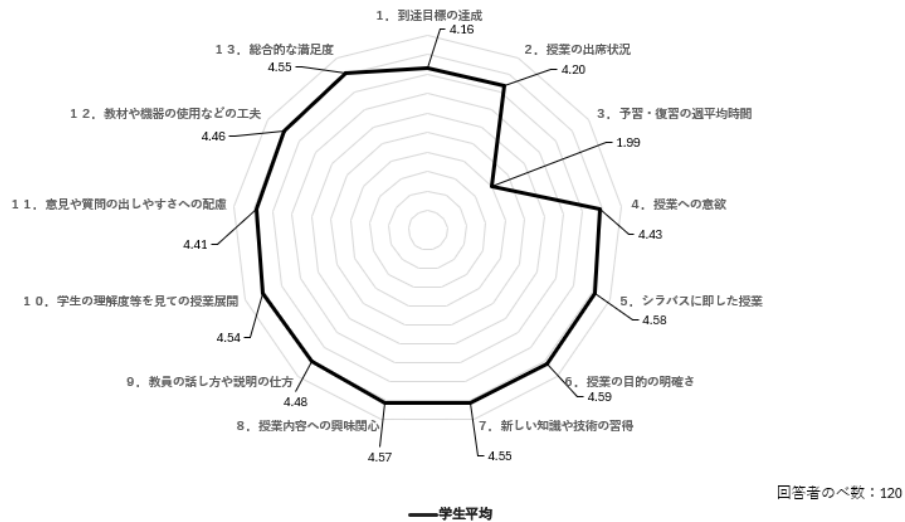 １．到達目標の達成
4.16
２．授業の出席状況
4.20
３．予習・復習の週平均時間
1.99
４．授業への意欲
4.43
５．シラバスに即した授業
4.58
６．授業の目的の明確さ
4.59
７．新しい知識や技術の習得
4.55
８．授業内容への興味関心
4.57
９．教員の話し方や説明の仕方
4.48
１０．学生の理解度等を見ての授業展開
4.54
１１．意見や質問の出しやすさへの配慮
4.41
１２．教材や機器の使用などの工夫
4.46
１３．総合的な満足度
4.55
回答者のべ数：120
学生平均